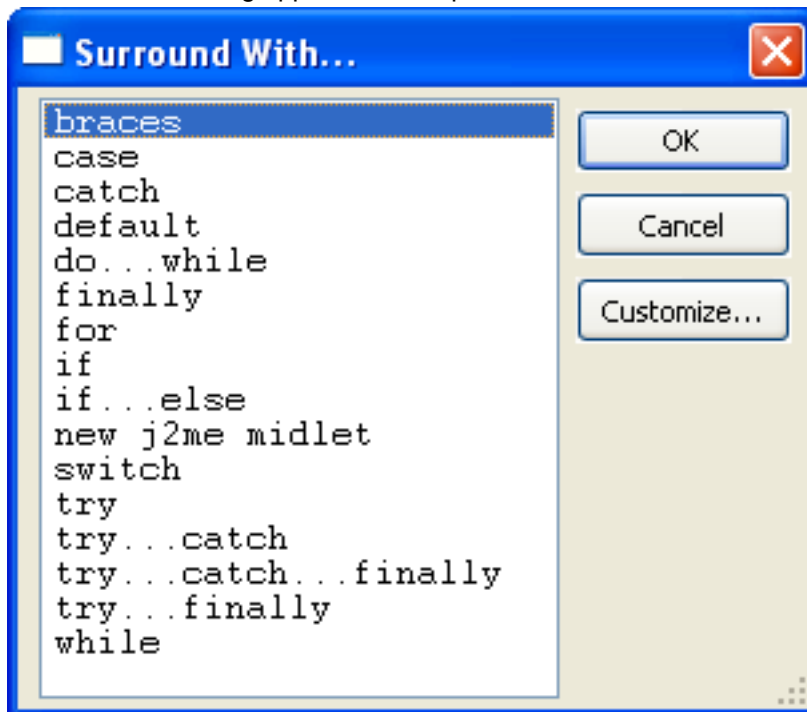 Surround With...
braces
case
catch
default
do...while
finally
for
if
if...else
new j2me midlet
switch
try
try...catch
try...catch...finally
try...finally
while
OK
Cancel
Customize...